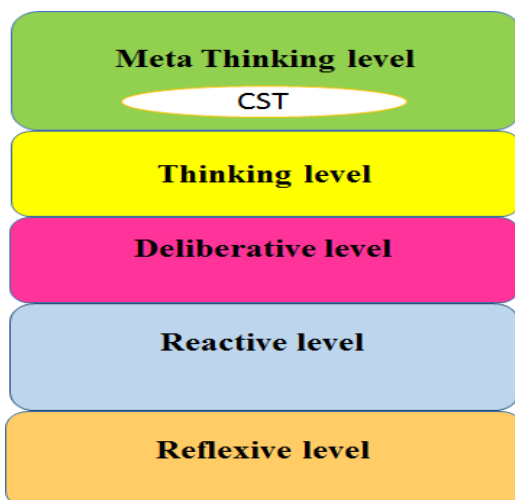 Meta Thinking level
CST
Thinking level
Deliberative level
Reactive level
Reflexive level